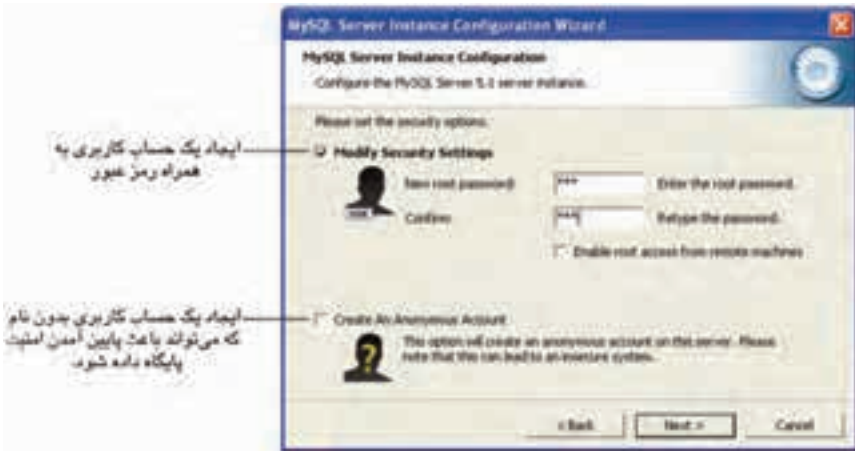 MySQL Server Instance Configuration Wizard
MySQL Server Instance Configuration
Configure the MySQL Server 5.1 server instance.
Please set the security options.
ایجاد یک حساب کاربری به
همراه رمز عبور
Modify Security Settings
New root password:
***
Enter the root password.
root
Confirm:
***
Retype the password.
Enable root access from remote machines
ایجاد یک حساب کاربری بدون نام
که می‌تواند باعث پایین آمدن امنیت
پایگاه داده شود.
Create An Anonymous Account
This option will create an anonymous account on this server. Please
note that this can lead to an insecure system.
< Back
Next >
Cancel